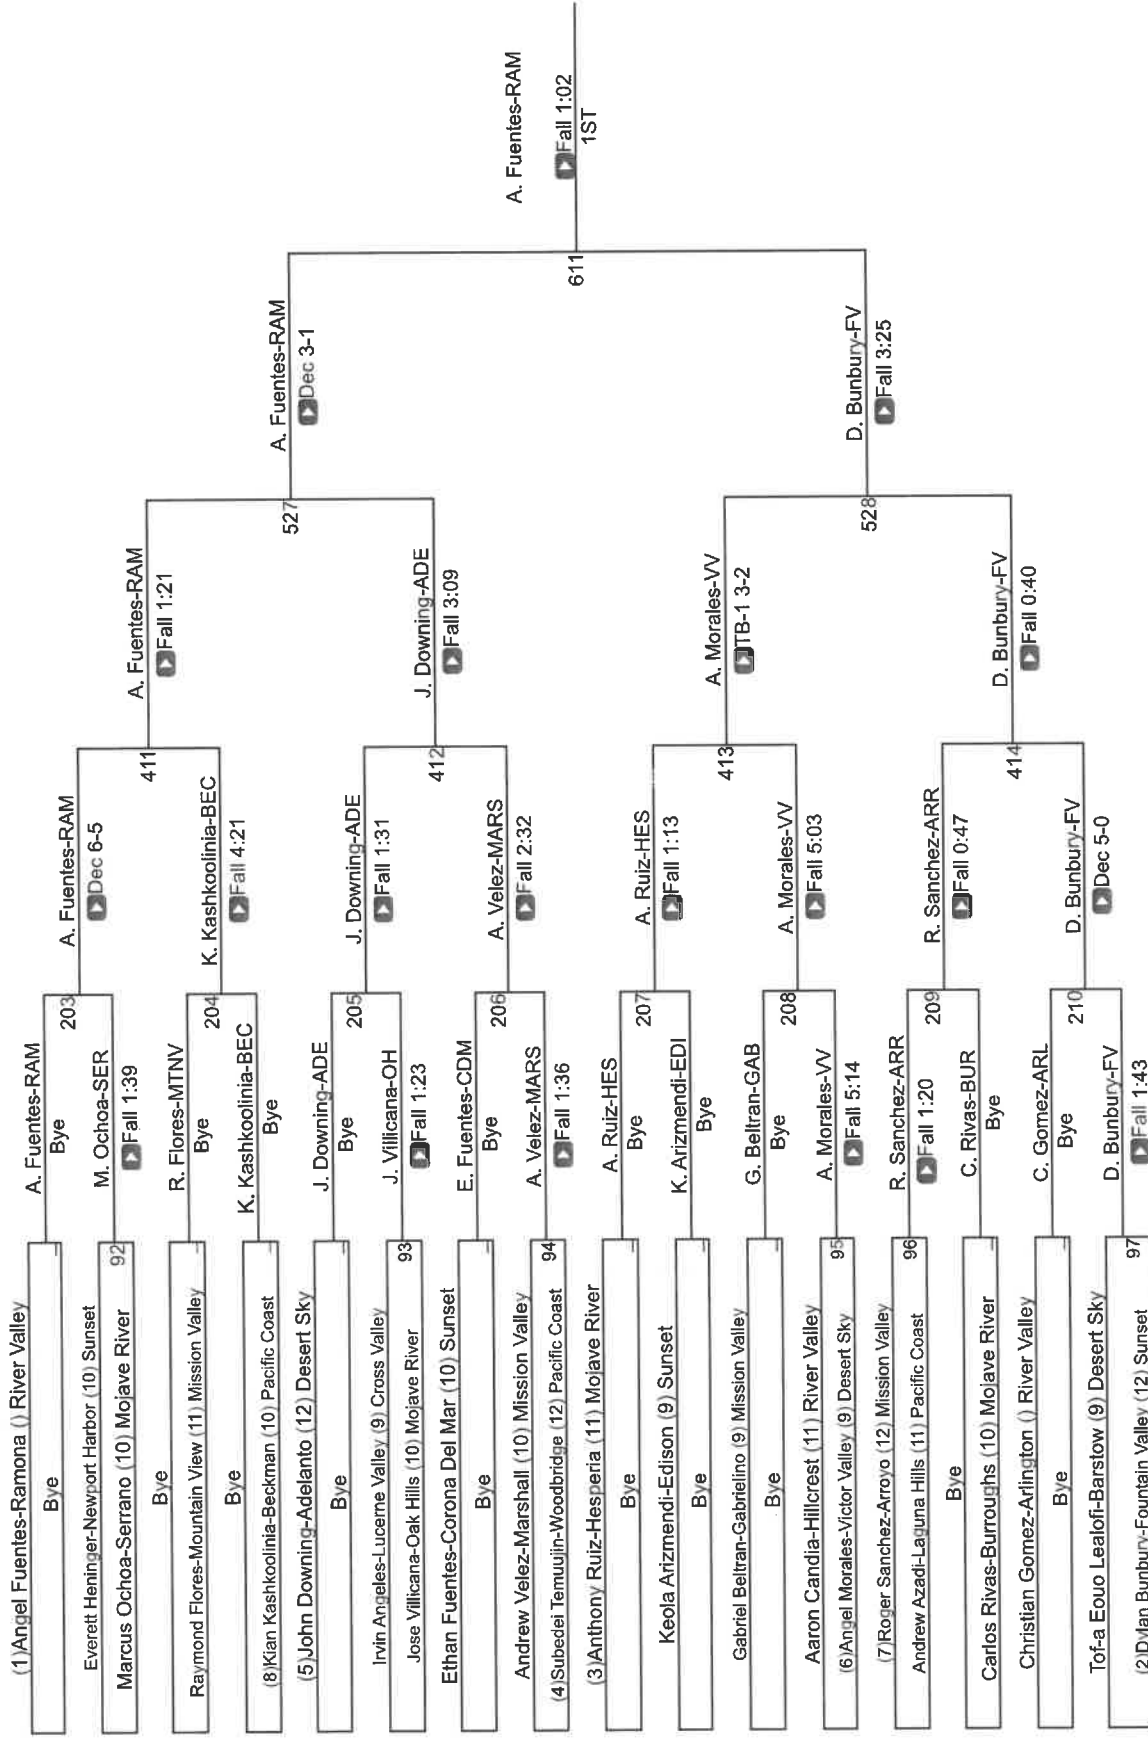 (1)Angel Fuentes-Ramona () River Valley
Bye
Everett Heninger-Newport Harbor (10) Sunset
Marcus Ochoa-Serrano (10) Mojave River
92
Bye
Raymond Flores-Mountain View (11) Mission Valley
Bye
(8)Kian Kashkoolinia-Beckman (10) Pacific Coast
(5)John Downing-Adelanto (12) Desert Sky
Bye
Irvin Angeles-Lucerne Valley (9) Cross Valley
Jose Villicana-Oak Hills (10) Mojave River
93
Ethan Fuentes-Corona Del Mar (10) Sunset
Bye
Andrew Velez-Marshall (10) Mission Valley
(4)Subedei Temuujin-Woodbridge (12) Pacific Coast
94
(3)Anthony Ruiz-Hesperia (11) Mojave River
Bye
Keola Arizmendi-Edison (9) Sunset
Bye
Gabriel Beltran-Gabrielino (9) Mission Valley
Bye
Aaron Candia-Hillcrest (11) River Valley
(6)Angel Morales-Victor Valley (9) Desert Sky
95
(7)Roger Sanchez-Arroyo (12) Mission Valley
Andrew Azadi-Laguna Hills (11) Pacific Coast
96
Bye
Carlos Rivas-Burroughs (10) Mojave River
Christian Gomez-Arlington () River Valley
Bye
Tof-a Eouo Lealofi-Barstow (9) Desert Sky
(2)Dylan Bunbury-Fountain Valley (12) Sunset
97
A. Fuentes-RAM
Bye
203
M. Ochoa-SER
Fall 1:39
R. Flores-MTNV
Bye
204
K. Kashkoolinia-BEC
Bye
J. Downing-ADE
Bye
205
J. Villicana-OH
Fall 1:23
E. Fuentes-CDM
Bye
206
A. Velez-MARS
Fall 1:36
A. Ruiz-HES
Bye
207
K. Arizmendi-EDI
Bye
G. Beltran-GAB
Bye
208
A. Morales-VV
Fall 5:14
R. Sanchez-ARR
Fall 1:20
209
C. Rivas-BUR
Bye
C. Gomez-ARL
Bye
210
D. Bunbury-FV
Fall 1:43
A. Fuentes-RAM
Dec 6-5
411
K. Kashkoolinia-BEC
Fall 4:21
J. Downing-ADE
Fall 1:31
412
A. Velez-MARS
Fall 2:32
A. Ruiz-HES
Fall 1:13
413
A. Morales-VV
Fall 5:03
R. Sanchez-ARR
Fall 0:47
414
D. Bunbury-FV
Dec 5-0
A. Fuentes-RAM
Fall 1:21
527
J. Downing-ADE
Fall 3:09
A. Morales-VV
TB-1 3-2
528
D. Bunbury-FV
Fall 0:40
A. Fuentes-RAM
Dec 3-1
611
D. Bunbury-FV
Fall 3:25
A. Fuentes-RAM
Fall 1:02
1ST